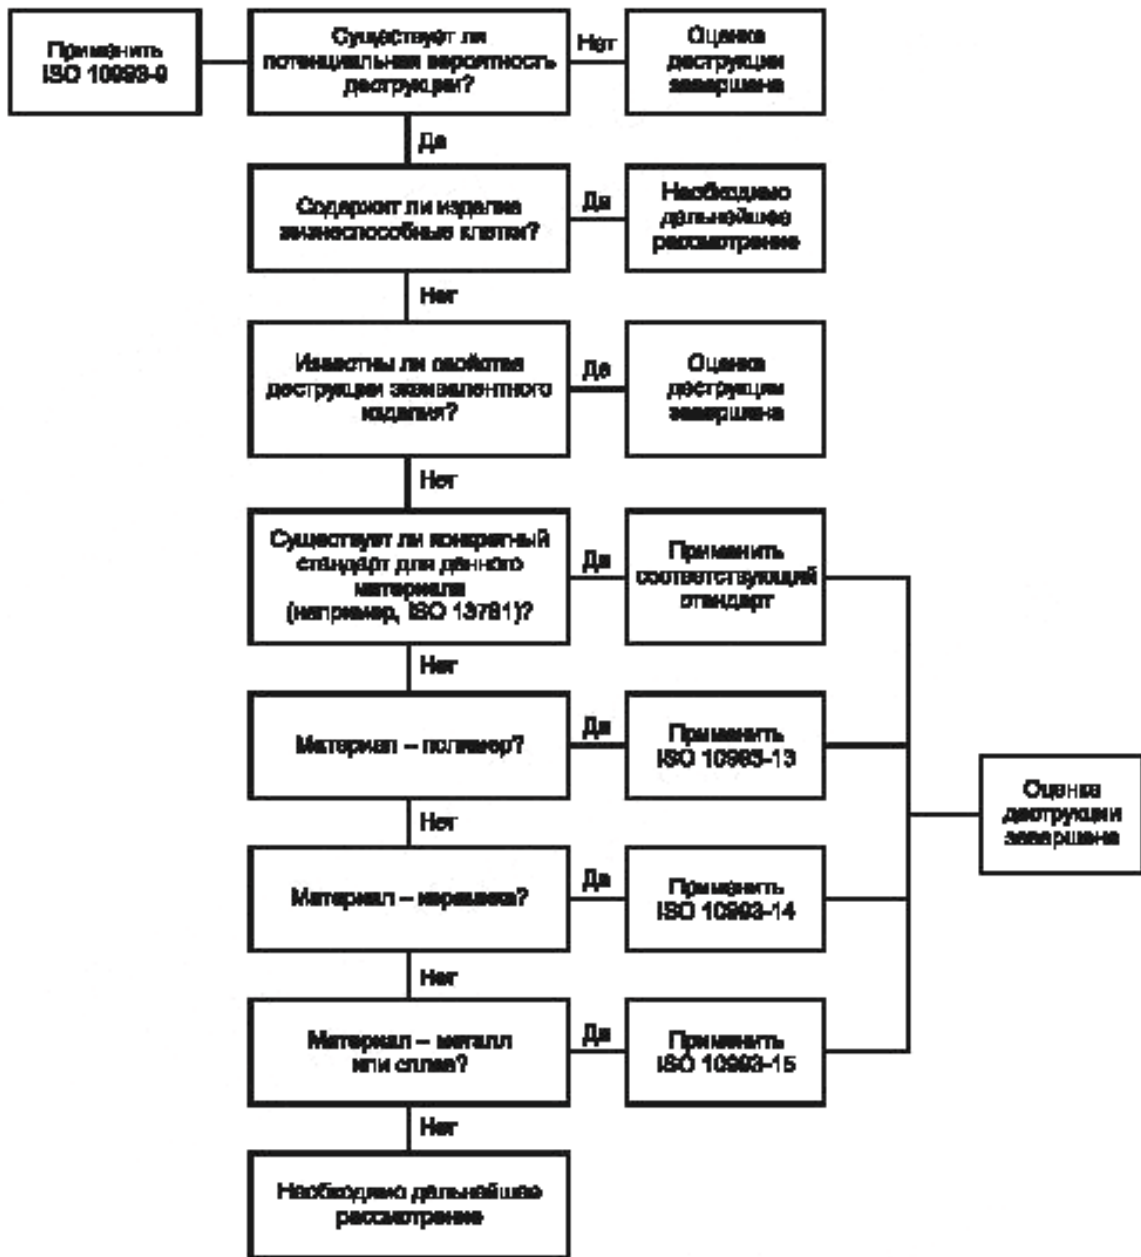 Применить
ISO 10993-9
Существует ли
потенциальная вероятность
деструкции?
Нет
Оценка
деструкции
завершена
Да
Содержит ли изделие
жизнеспособные клетки?
Да
Необходимо
дальнейшее
рассмотрение
Нет
Известны ли свойства
деструкции эквивалентного
изделия?
Да
Оценка
деструкции
завершена
Нет
Существует ли конкретный
стандарт для данного
материала
(например, ISO 13781)?
Да
Применить
соответствующий
стандарт
Нет
Материал – полимер?
Да
Применить
ISO 10993-13
Оценка
деструкции
завершена
Нет
Материал – керамика?
Да
Применить
ISO 10993-14
Нет
Материал – металл
или сплав?
Да
Применить
ISO 10993-15
Нет
Необходимо дальнейшее
рассмотрение